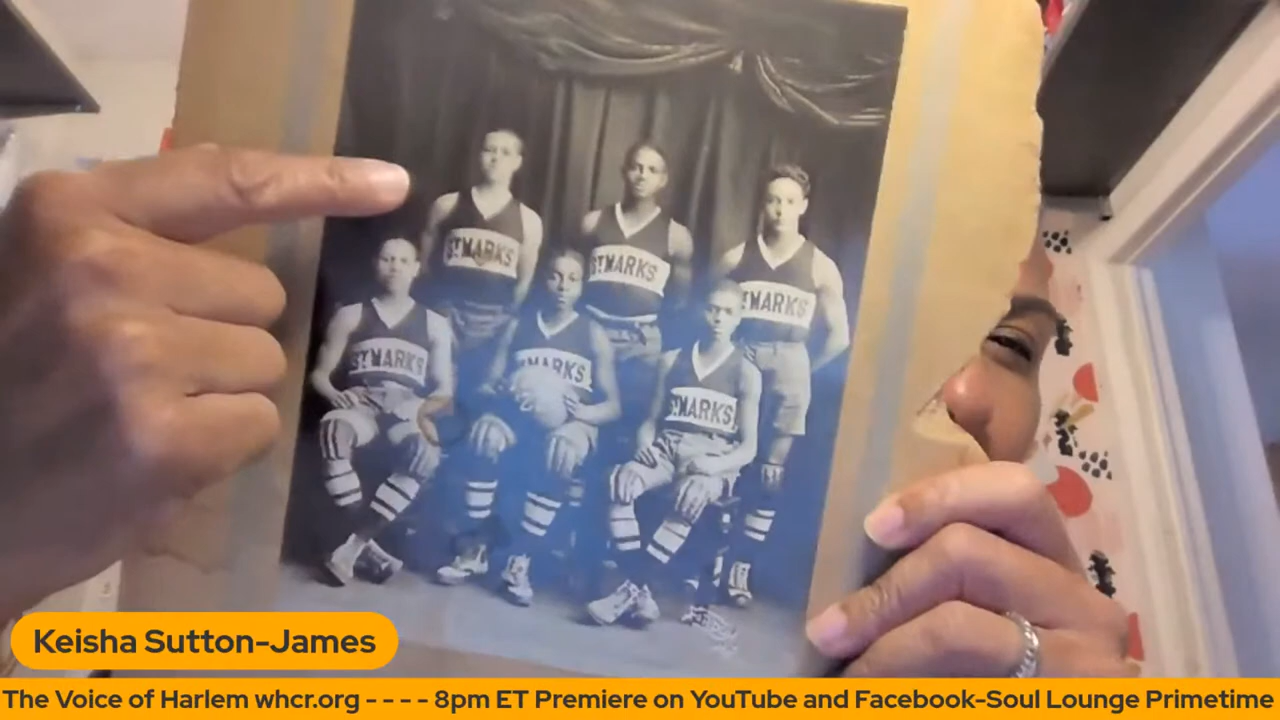 ST. MARKS
ST. MARKS
ST. MARKS
ST. MARKS
ST. MARKS
ST. MARKS
Keisha Sutton-James
The Voice of Harlem whcr.org - - - - 8pm ET Premiere on YouTube and Facebook-Soul Lounge Primetime